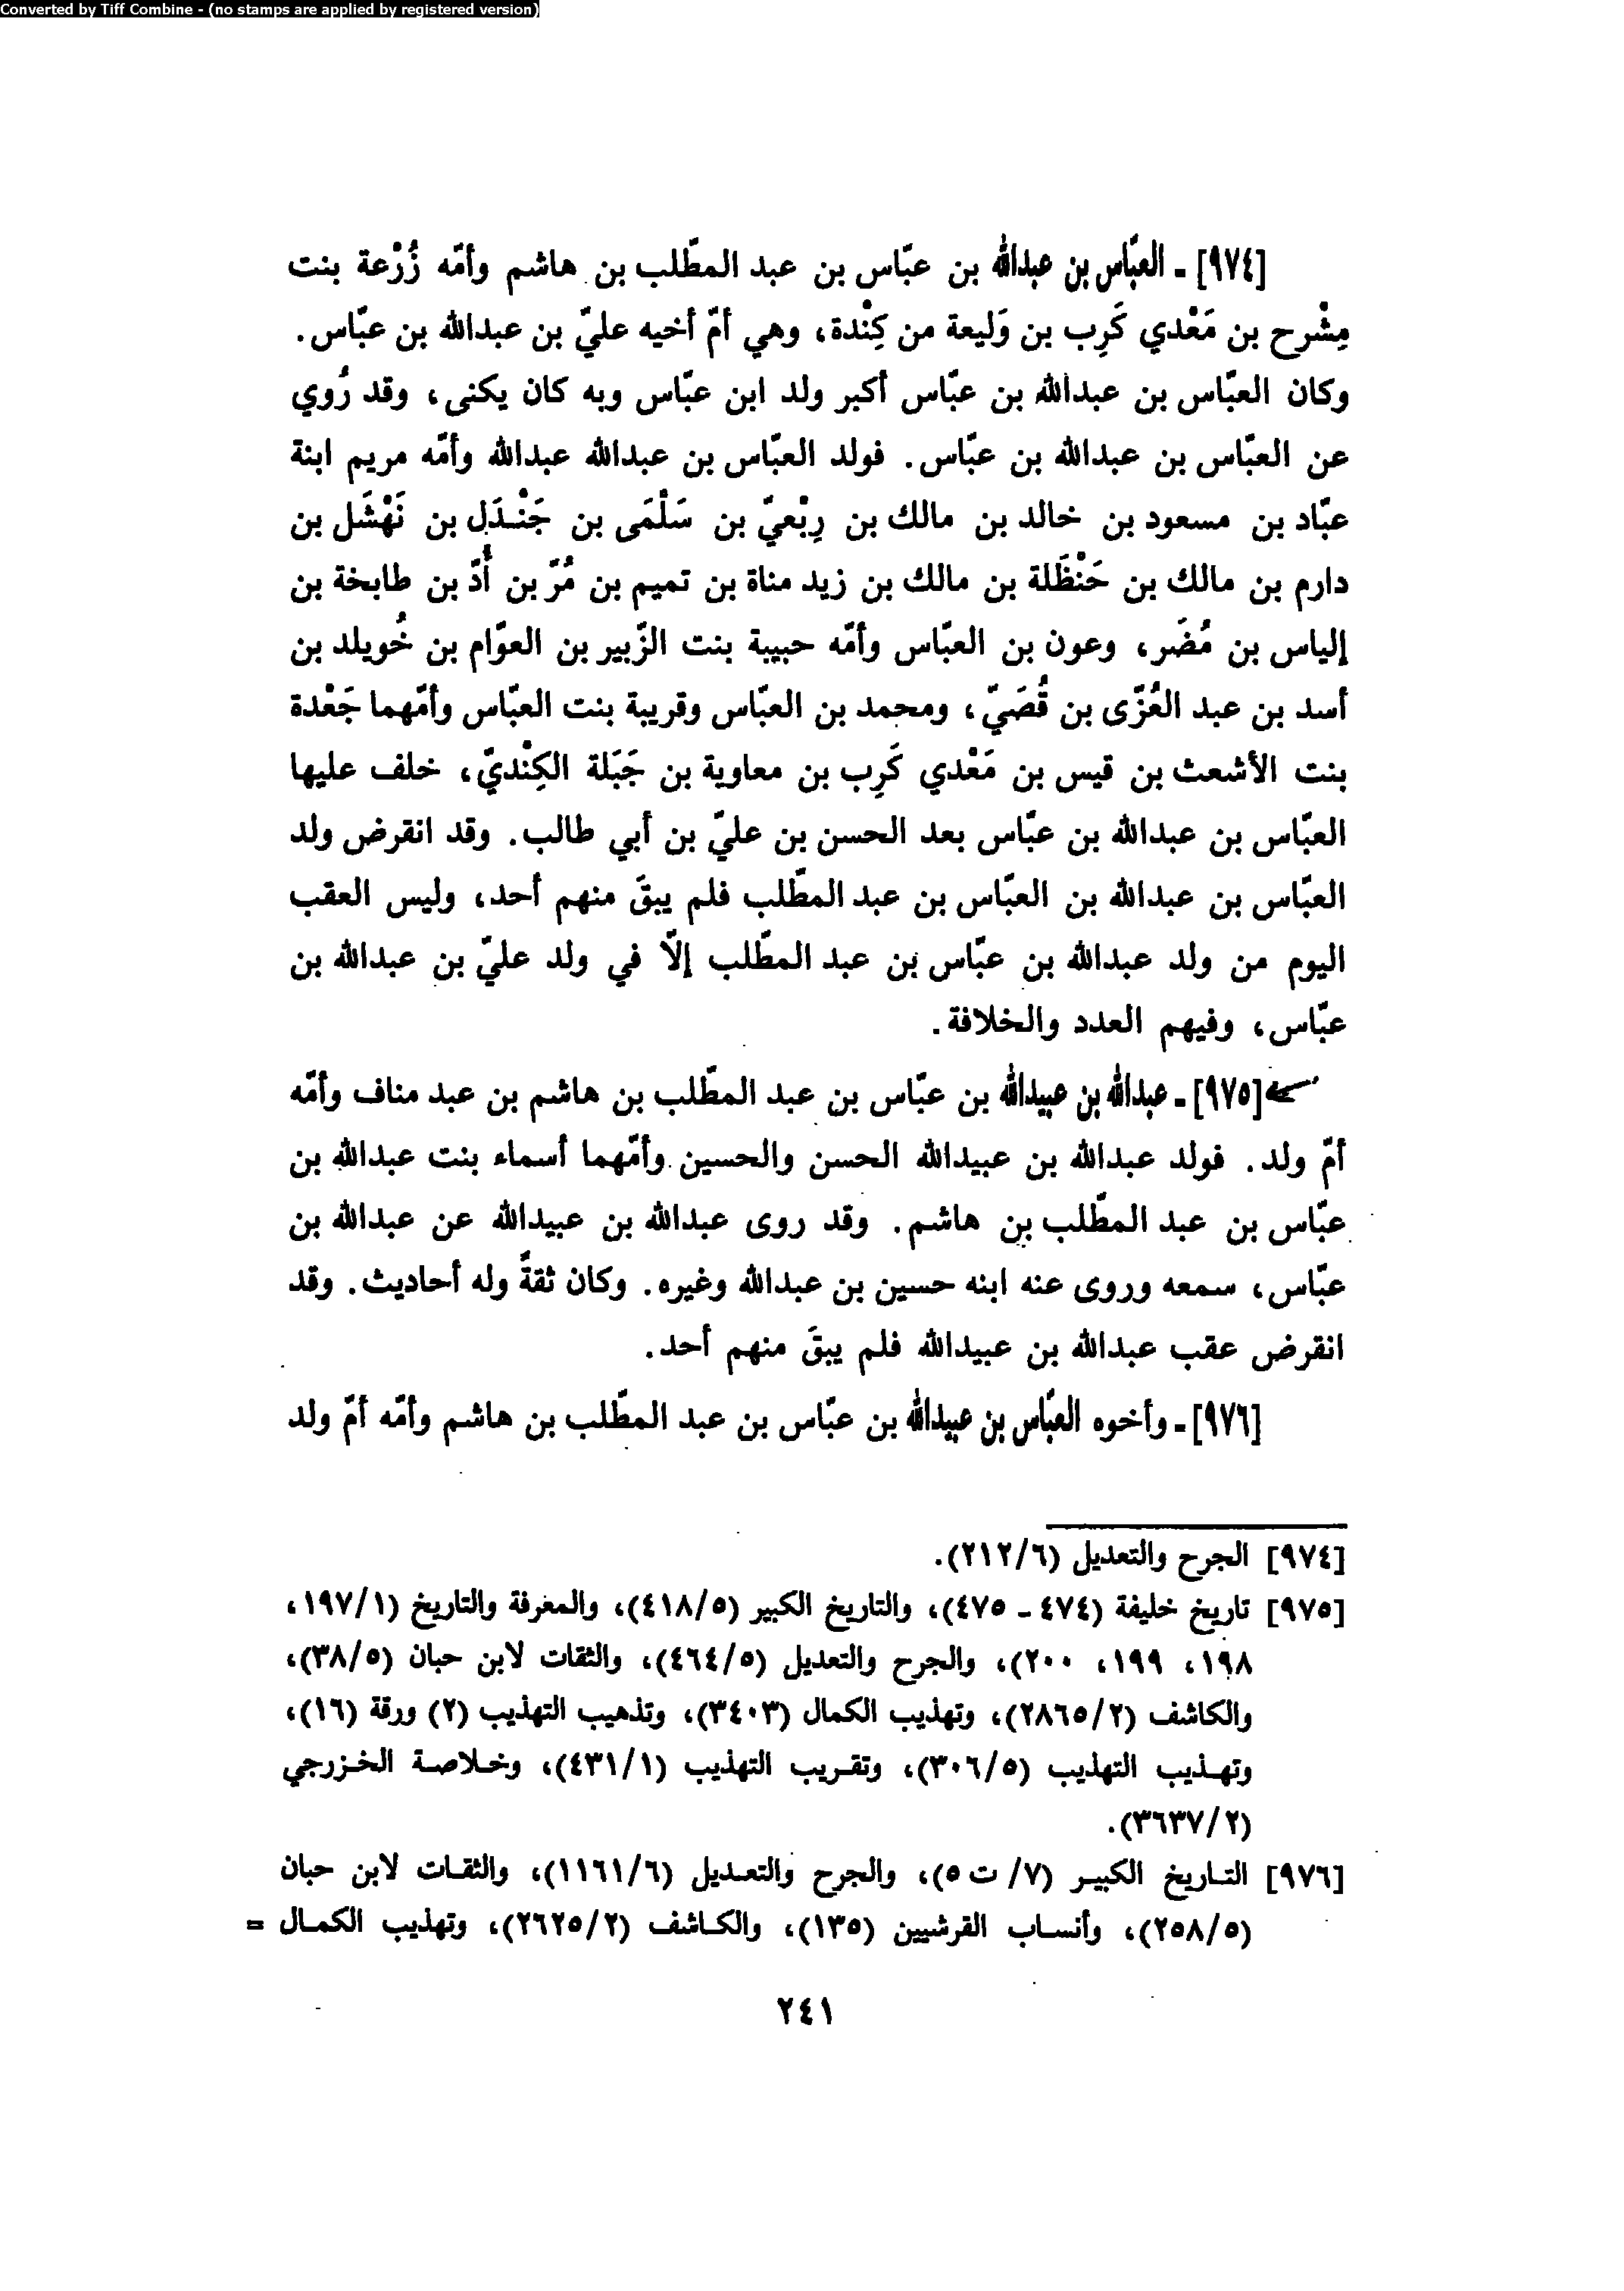 Converted by Tiff Combine - (no stamps are applied by registered version)
[٩٧٤] ـ العبّاس بن عبدالله بن عبّاس بن عبد المطّلب بن هاشم وأمّه زُرْعة بنت
مِشْرح بن مَعْدي كَرِب بن وَليعة من كِنْدة، وهي أمّ أخيه عليّ بن عبدالله بن عبّاس.
وكان العبّاس بن عبدالله بن عبّاس أكبر ولد ابن عبّاس وبه كان يكنى، وقد رُوي
عن العبّاس بن عبدالله بن عبّاس. فولد العبّاس بن عبدالله عبدالله وأمّه مريم ابنة
عبّاد بن مسعود بن خالد بن مالك بن رِبْعيّ بن سَلْمَى بن جَنْدَل بن نَهْشَل بن
دارم بن مالك بن حَنْظَلة بن مالك بن زيد مناة بن تميم بن مُرّ بن أُدّ بن طابخة بن
إلياس بن مُضَر، وعون بن العبّاس وأمّه حبيبة بنت الزّبير بن العوّام بن خُويلد بن
أسد بن عبد العُزّى بن قُصَيّ، ومحمد بن العبّاس وقريبة بنت العبّاس وأمّهما جَعْدة
بنت الأشعث بن قيس بن مَعْدي كَرِب بن معاوية بن جَبَلة الكِنْديّ، خلف عليها
العبّاس بن عبدالله بن عبّاس بعد الحسن بن عليّ بن أبي طالب. وقد انقرض ولد
العبّاس بن عبدالله بن العبّاس بن عبد المطّلب فلم يبقَ منهم أحد، وليس العقب
اليوم من ولد عبدالله بن عبّاس بن عبد المطّلب إلاّ في ولد عليّ بن عبدالله بن
عبّاس، وفيهم العدد والخلافة.
[٩٧٥] ـ عبدالله بن عبيدالله بن عبّاس بن عبد المطّلب بن هاشم بن عبد مناف وأمّه
أمّ ولد. فولد عبدالله بن عبيدالله الحسن والحسين وأمّهما أسماء بنت عبدالله بن
عبّاس بن عبد المطّلب بن هاشم. وقد روى عبدالله بن عبيدالله عن عبدالله بن
عبّاس، سمعه وروى عنه ابنه حسين بن عبدالله وغيره. وكان ثقةً وله أحاديث. وقد
انقرض عقب عبدالله بن عبيدالله فلم يبقَ منهم أحد.
[٩٧٦] ـ وأخوه العبّاس بن عبيدالله بن عبّاس بن عبد المطّلب بن هاشم وأمّه أمّ ولد
[٩٧٤] الجرح والتعديل (٢١٢/٦).
[٩٧٥] تاريخ خليفة (٤٧٤ ـ ٤٧٥)، والتاريخ الكبير (٤١٨/٥)، والمعرفة والتاريخ (١٩٧/١،
١٩٨، ١٩٩، ٢٠٠)، والجرح والتعديل (٤٦٤/٥)، والثقات لابن حبان (٣٨/٥)،
والكاشف (٢٨٦٥/٢)، وتهذيب الكمال (٣٤٠٣)، وتذهيب التهذيب (٢) ورقة (١٦)،
وتهذيب التهذيب (٣٠٦/٥)، وتقريب التهذيب (٤٣١/١)، وخلاصة الخزرجي
(٣٦٣٧/٢).
[٩٧٦] التاريخ الكبير (٧/ ت ٥)، والجرح والتعديل (١١٦١/٦)، والثقات لابن حبان
(٢٥٨/٥)، وأنساب القرشيين (١٣٥)، والكاشف (٢٦٢٥/٢)، وتهذيب الكمال =
٢٤١